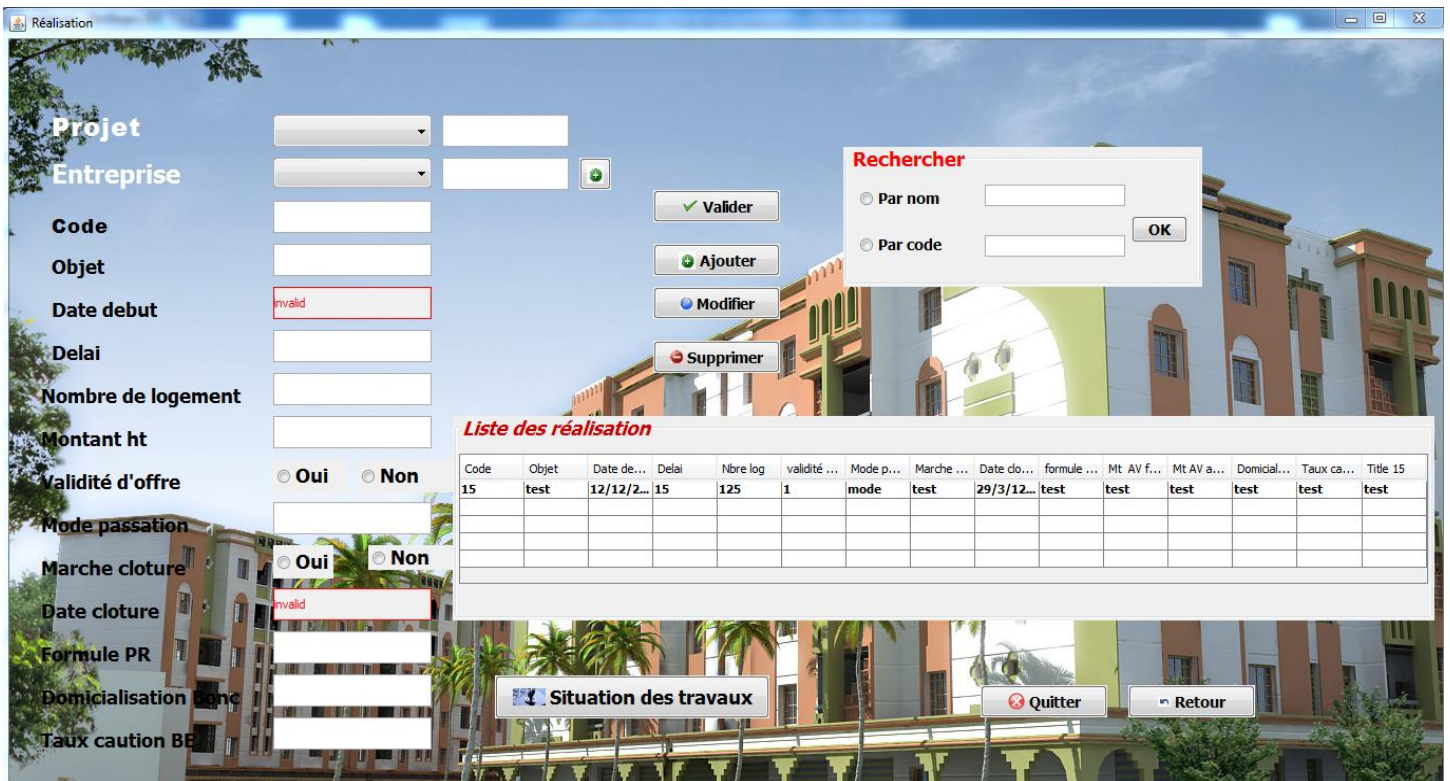 Réalisation
Projet
Entreprise
Code
Objet
Date debut
invalid
Delai
Nombre de logement
Montant ht
Validité d'offre
Oui Non
Mode passation
Marche cloture
Oui Non
Date cloture
invalid
Formule PR
Domicialisation Bqnc
Taux caution BE
Valider
Ajouter
Modifier
Supprimer
Rechercher
Par nom
Par code
OK
Liste des réalisation
Code Objet Date de... Delai Nbre log validité ... Mode p... Marche ... Date clo... formule ... Mt AV f... Mt AV a... Domicial... Taux ca... Title 15
15 test 12/12/2... 15 125 1 mode test 29/3/12... test test test test test test
Situation des travaux
Quitter
Retour